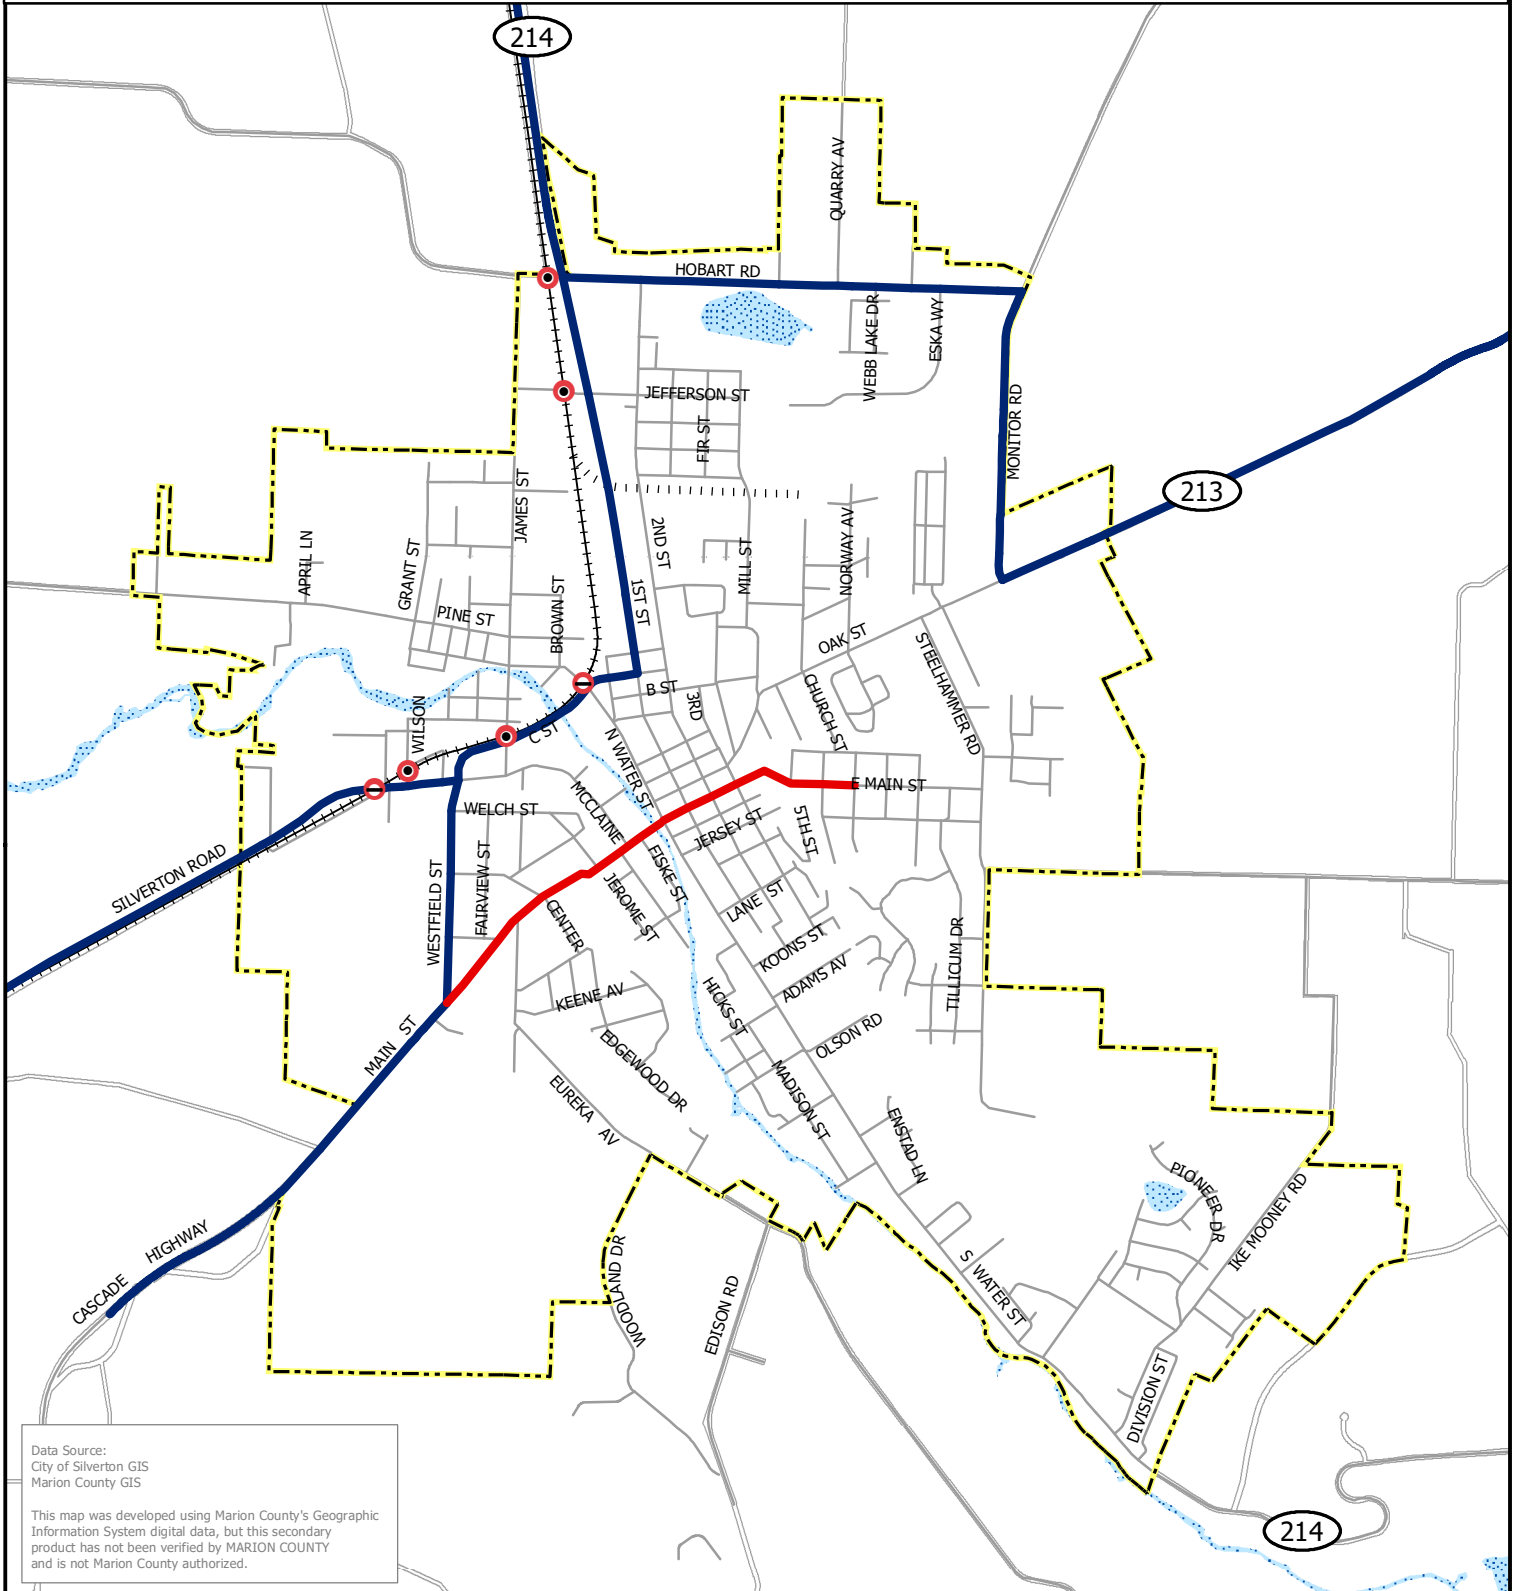 214
QUARRY AV
HOBART RD
WEBB LAKE DR
ESKA WY
JEFFERSON ST
FIR ST
MONITOR RD
213
JAMES ST
2ND ST
NORWAY AV
MILL ST
APRIL LN
GRANT ST
BROWN ST
1ST ST
PINE ST
OAK ST
STEELHAMMER RD
B ST
3RD
CHURCH ST
WILSON
C ST
N WATER ST
E MAIN ST
WELCH ST
MCCLAINE
JERSEY ST
5TH ST
SILVERTON ROAD
WESTFIELD ST
FAIRVIEW ST
FISKE ST
JEROME ST
LANE ST
CENTER
KOONS ST
ADAMS AV
TILLICUM DR
KEENE AV
HICKS ST
OLSON RD
MAIN ST
EDGEWOOD DR
MADISON ST
EUREKA AV
ENSTAD LN
PIONEER DR
IKE MOONEY RD
CASCADE HIGHWAY
WOODLAND DR
S WATER ST
EDISON RD
DIVISION ST
214
Data Source:
City of Silverton GIS
Marion County GIS
This map was developed using Marion County's Geographic
Information System digital data, but this secondary
product has not been verified by MARION COUNTY
and is not Marion County authorized.